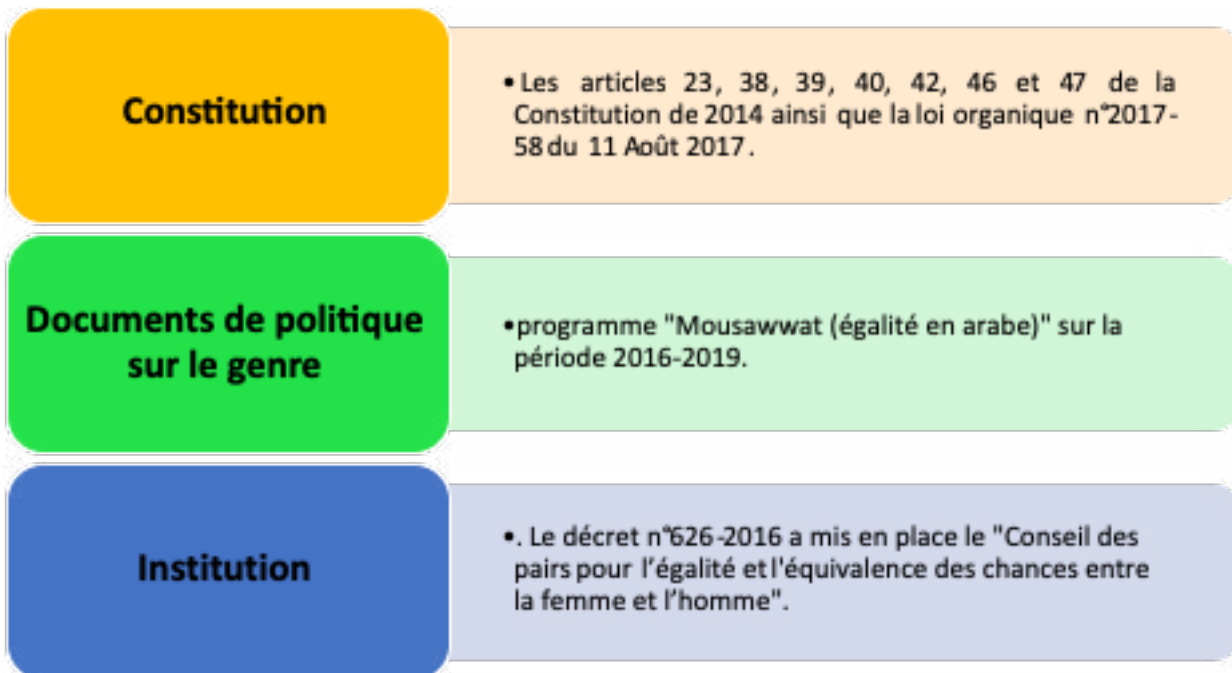 Constitution
•Les articles 23, 38, 39, 40, 42, 46 et 47 de la
Constitution de 2014 ainsi que la loi organique n°2017-
58 du 11 Août 2017.
Documents de politique
sur le genre
•programme "Mousawwat (égalité en arabe)" sur la
période 2016-2019.
Institution
•. Le décret n°626-2016 a mis en place le "Conseil des
pairs pour l’égalité et l'équivalence des chances entre
la femme et l’homme".